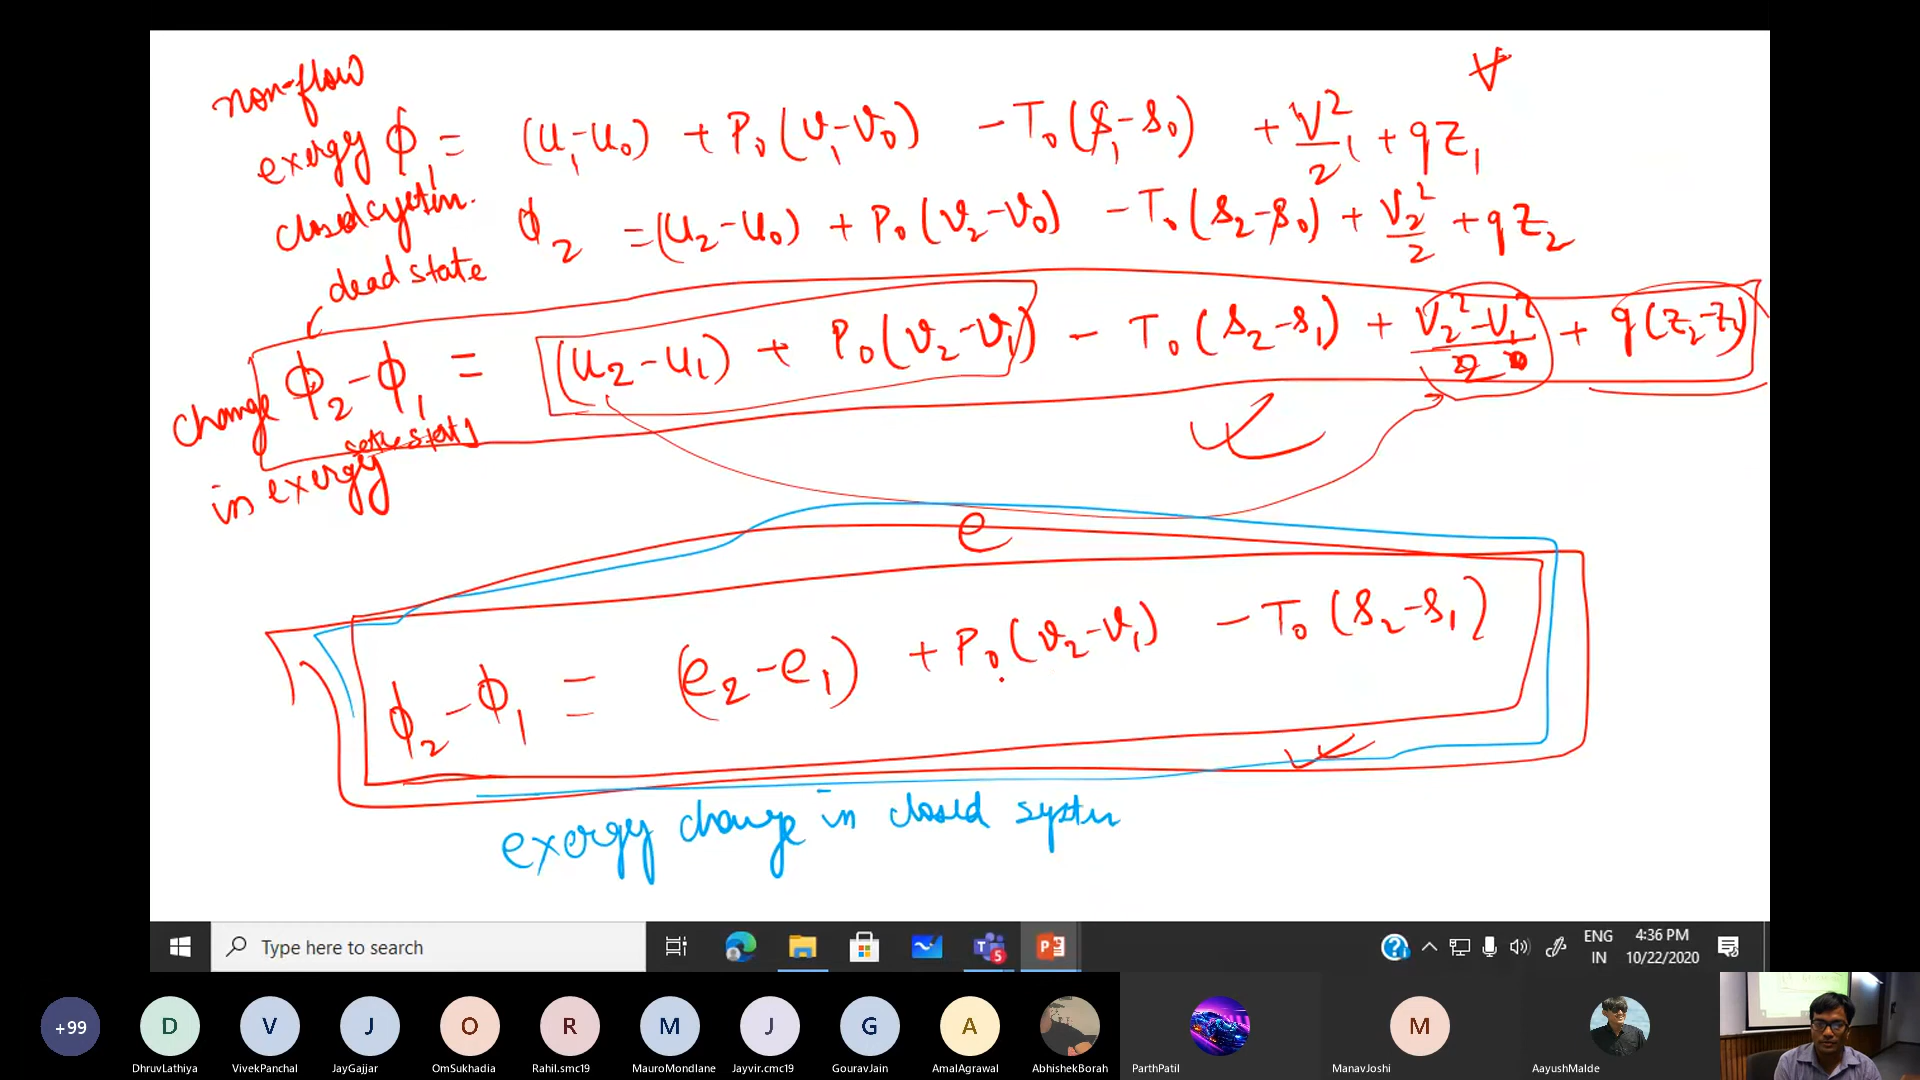 non-flow
exergy ϕ₁ = (u₁-u₀) + P₀(v₁-v₀) - T₀(s₁-s₀) + V₁²/2 + gz₁
closed system.
ϕ₂ = (u₂-u₀) + P₀(v₂-v₀) - T₀(s₂-s₀) + V₂²/2 + gz₂
dead state
ϕ₂-ϕ₁ = (u₂-u₁) + P₀(v₂-v₁) - T₀(s₂-s₁) + (V₂²-V₁²)/2 + g(z₂-z₁)
change
in exergy
e
ϕ₂-ϕ₁ = (e₂-e₁) + P₀(v₂-v₁) - T₀(s₂-s₁)
exergy change in closed system
Type here to search
ENG 4:36 PM
IN 10/22/2020
+99 D V J O R M J G A M
DhruvLathiya VivekPanchal JayGajjar OmSukhadia Rahil.smc19 MauroMondlane Jayvir.cmc19 GouravJain AmalAgrawal AbhishekBorah ParthPatil ManavJoshi AayushMalde